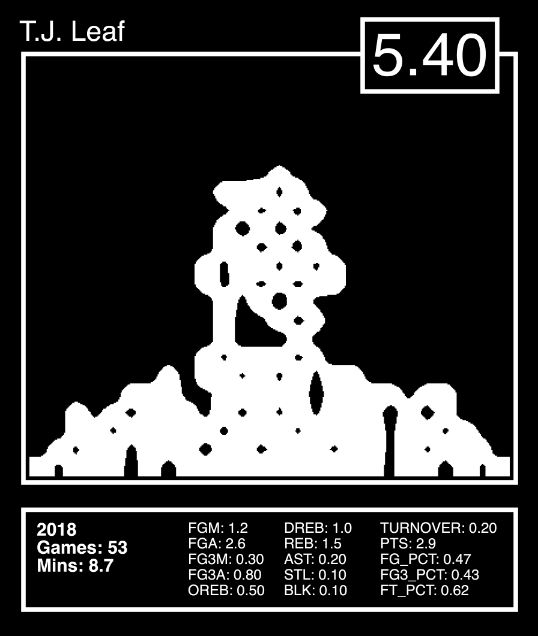 T.J. Leaf
5.40
2018
Games: 53
Mins: 8.7
FGM: 1.2
FGA: 2.6
FG3M: 0.30
FG3A: 0.80
OREB: 0.50
DREB: 1.0
REB: 1.5
AST: 0.20
STL: 0.10
BLK: 0.10
TURNOVER: 0.20
PTS: 2.9
FG_PCT: 0.47
FG3_PCT: 0.43
FT_PCT: 0.62